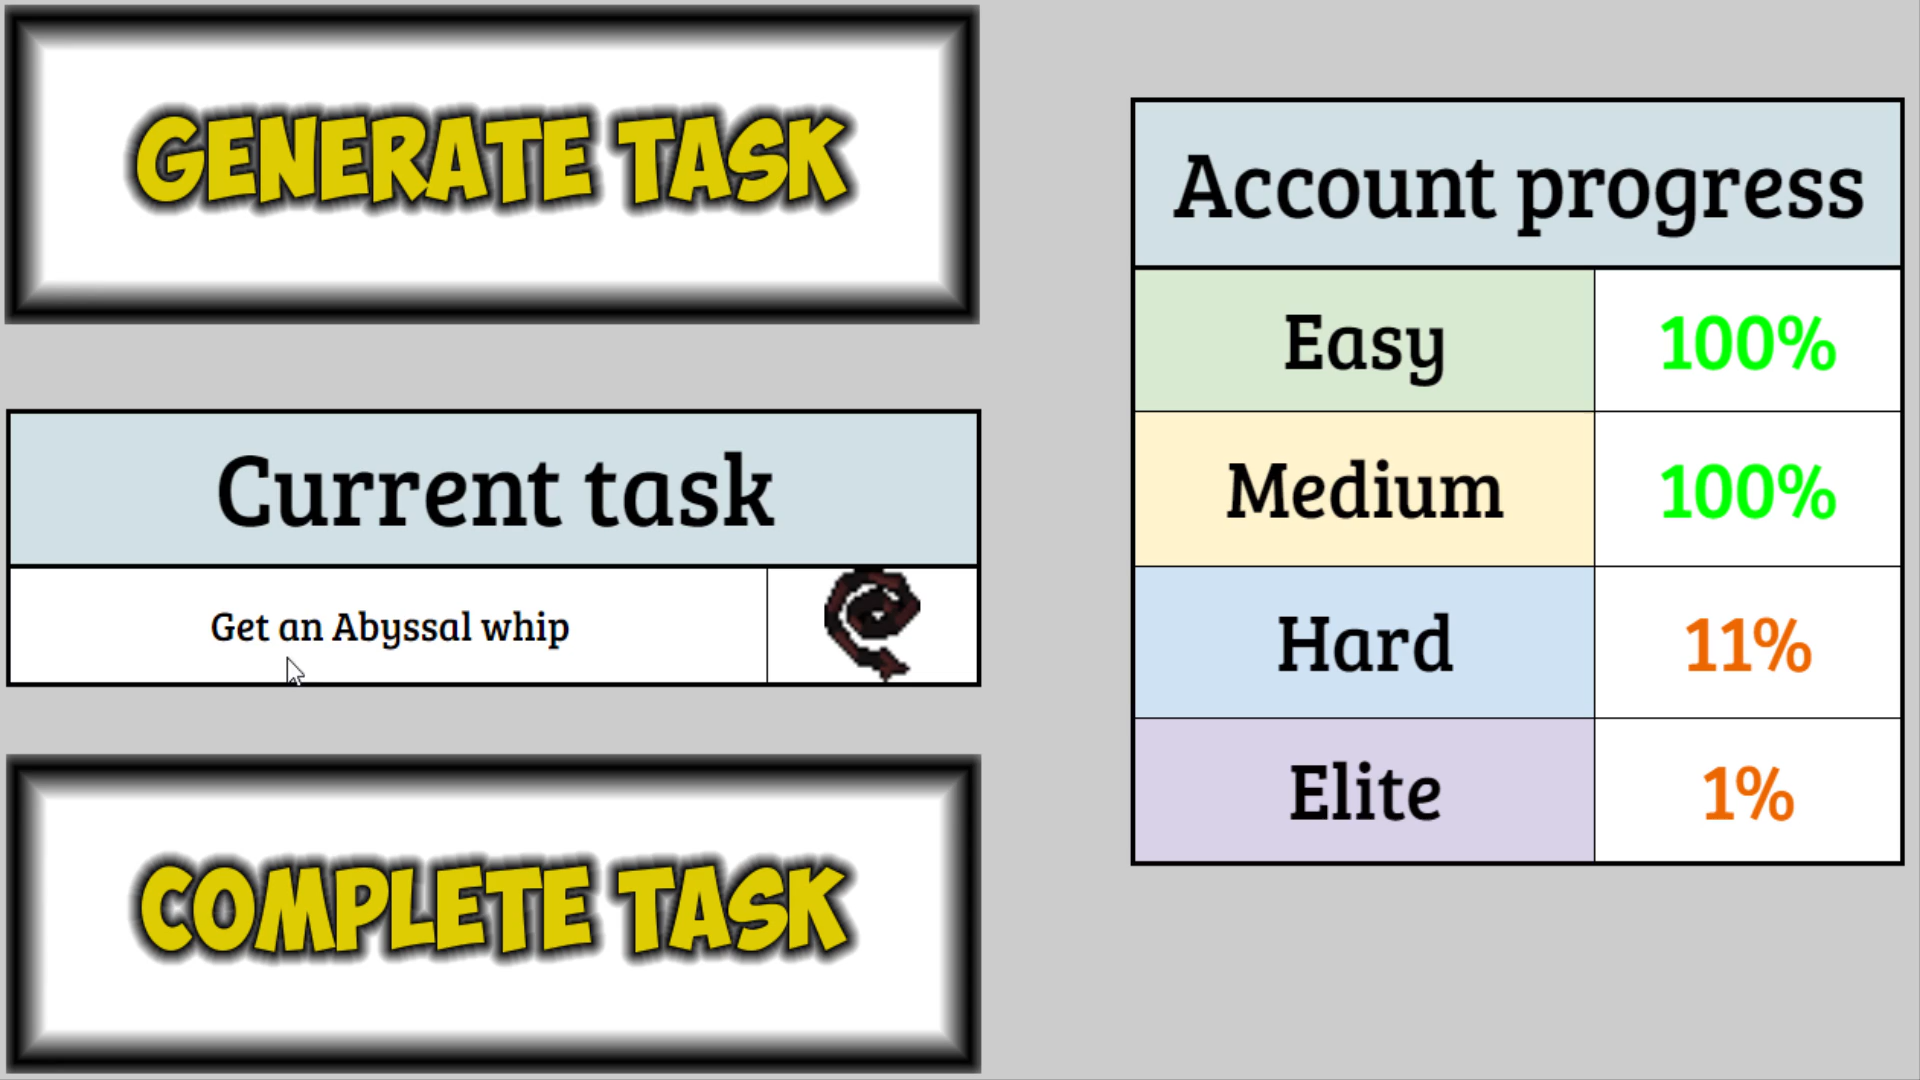 GENERATE TASK
Current task
Get an Abyssal whip
COMPLETE TASK
Account progress
Easy 100%
Medium 100%
Hard 11%
Elite 1%